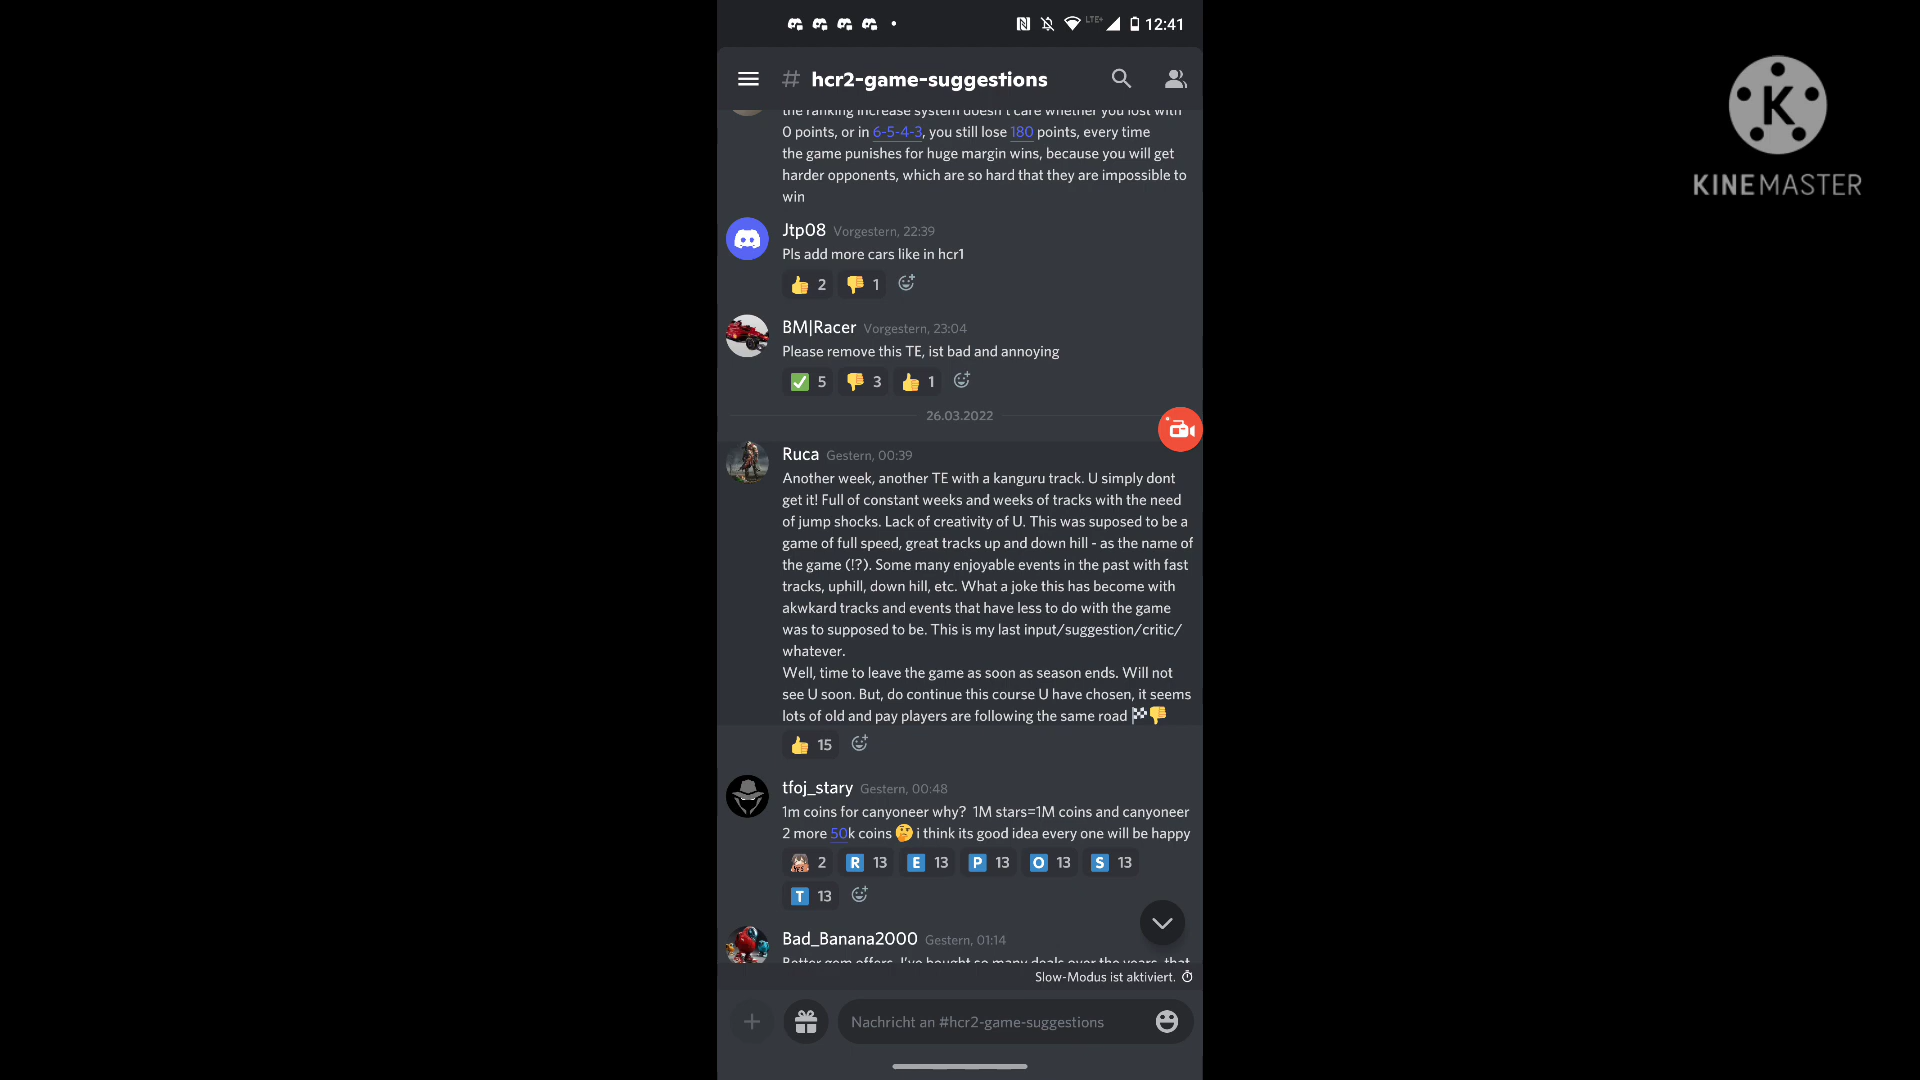 LTE+ 12:41
# hcr2-game-suggestions
the ranking increase system doesn't care whether you lost with
0 points, or in 6-5-4-3, you still lose 180 points, every time
the game punishes for huge margin wins, because you will get
harder opponents, which are so hard that they are impossible to
win
Jtp08 Vorgestern, 22:39
Pls add more cars like in hcr1
2 1
BM|Racer Vorgestern, 23:04
Please remove this TE, ist bad and annoying
5 3 1
26.03.2022
Ruca Gestern, 00:39
Another week, another TE with a kanguru track. U simply dont
get it! Full of constant weeks and weeks of tracks with the need
of jump shocks. Lack of creativity of U. This was suposed to be a
game of full speed, great tracks up and down hill - as the name of
the game (!?). Some many enjoyable events in the past with fast
tracks, uphill, down hill, etc. What a joke this has become with
akwkard tracks and events that have less to do with the game
was to supposed to be. This is my last input/suggestion/critic/
whatever.
Well, time to leave the game as soon as season ends. Will not
see U soon. But, do continue this course U have chosen, it seems
lots of old and pay players are following the same road 🏁👎
15
tfoj_stary Gestern, 00:48
1m coins for canyoneer why? 1M stars=1M coins and canyoneer
2 more 50k coins 🤔 i think its good idea every one will be happy
2 R 13 E 13 P 13 O 13 S 13
T 13
Bad_Banana2000 Gestern, 01:14
Better gem offers. I've bought so many deals over the years, that
Slow-Modus ist aktiviert.
Nachricht an #hcr2-game-suggestions
K
KINEMASTER